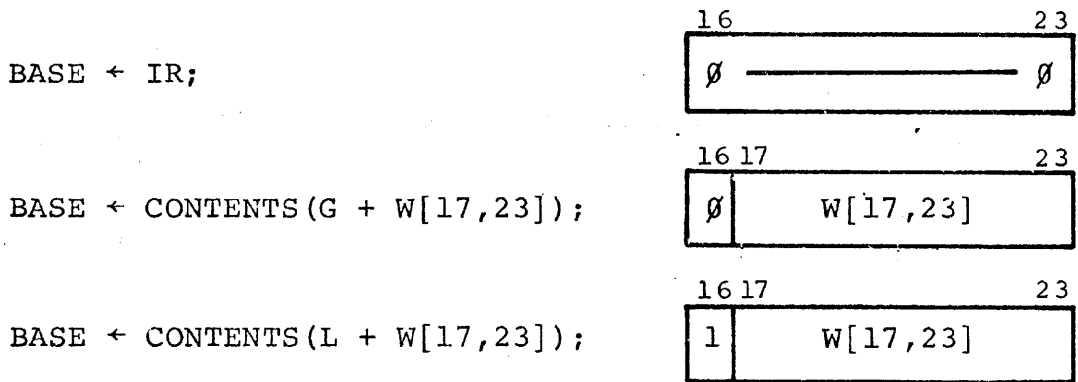 16 23
BASE ← IR; Ø Ø
16 17 23
BASE ← CONTENTS(G + W[17,23]); Ø W[17,23]
16 17 23
BASE ← CONTENTS(L + W[17,23]); 1 W[17,23]